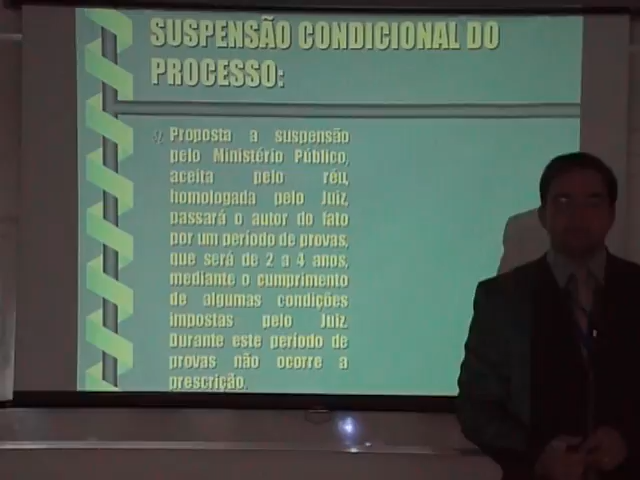 SUSPENSÃO CONDICIONAL DO
PROCESSO:
Proposta a suspensão
pelo Ministério Público,
aceita pelo réu,
homologada pelo Juiz,
passará o autor do fato
por um período de provas,
que será de 2 a 4 anos,
mediante o cumprimento
de algumas condições
impostas pelo Juiz.
Durante este período de
provas não ocorre a
prescrição.